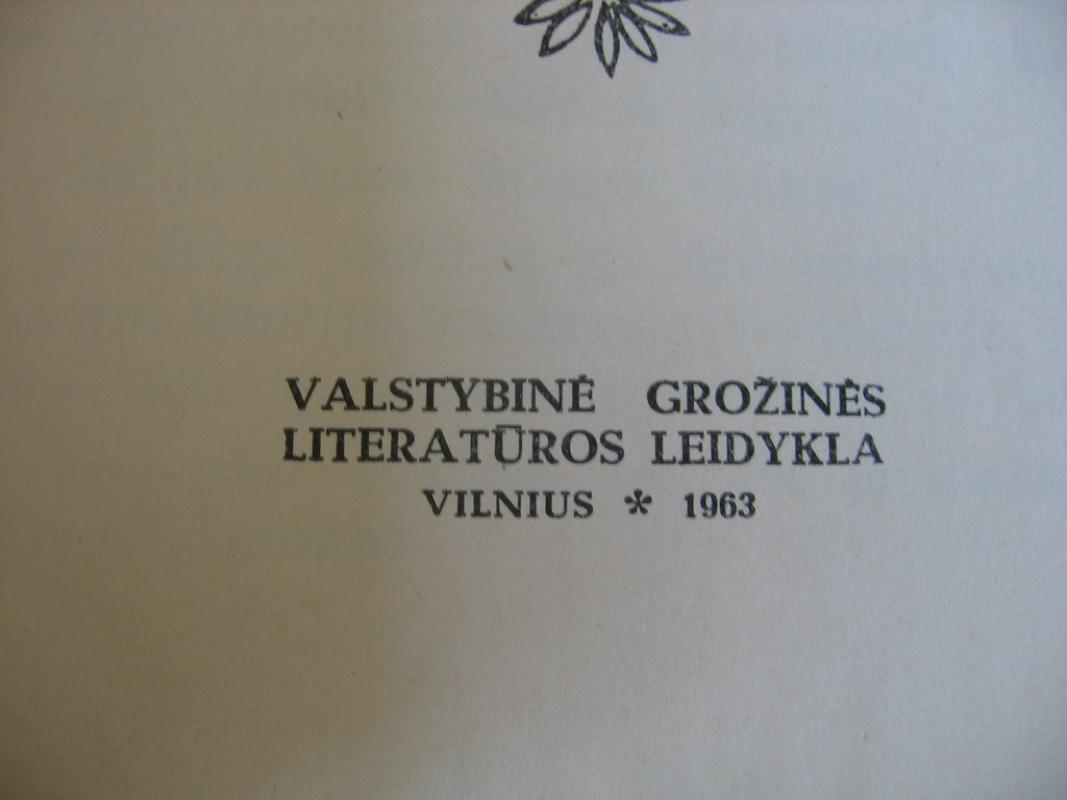 VALSTYBINĖ GROŽINĖS
LITERATŪROS LEIDYKLA
VILNIUS * 1963